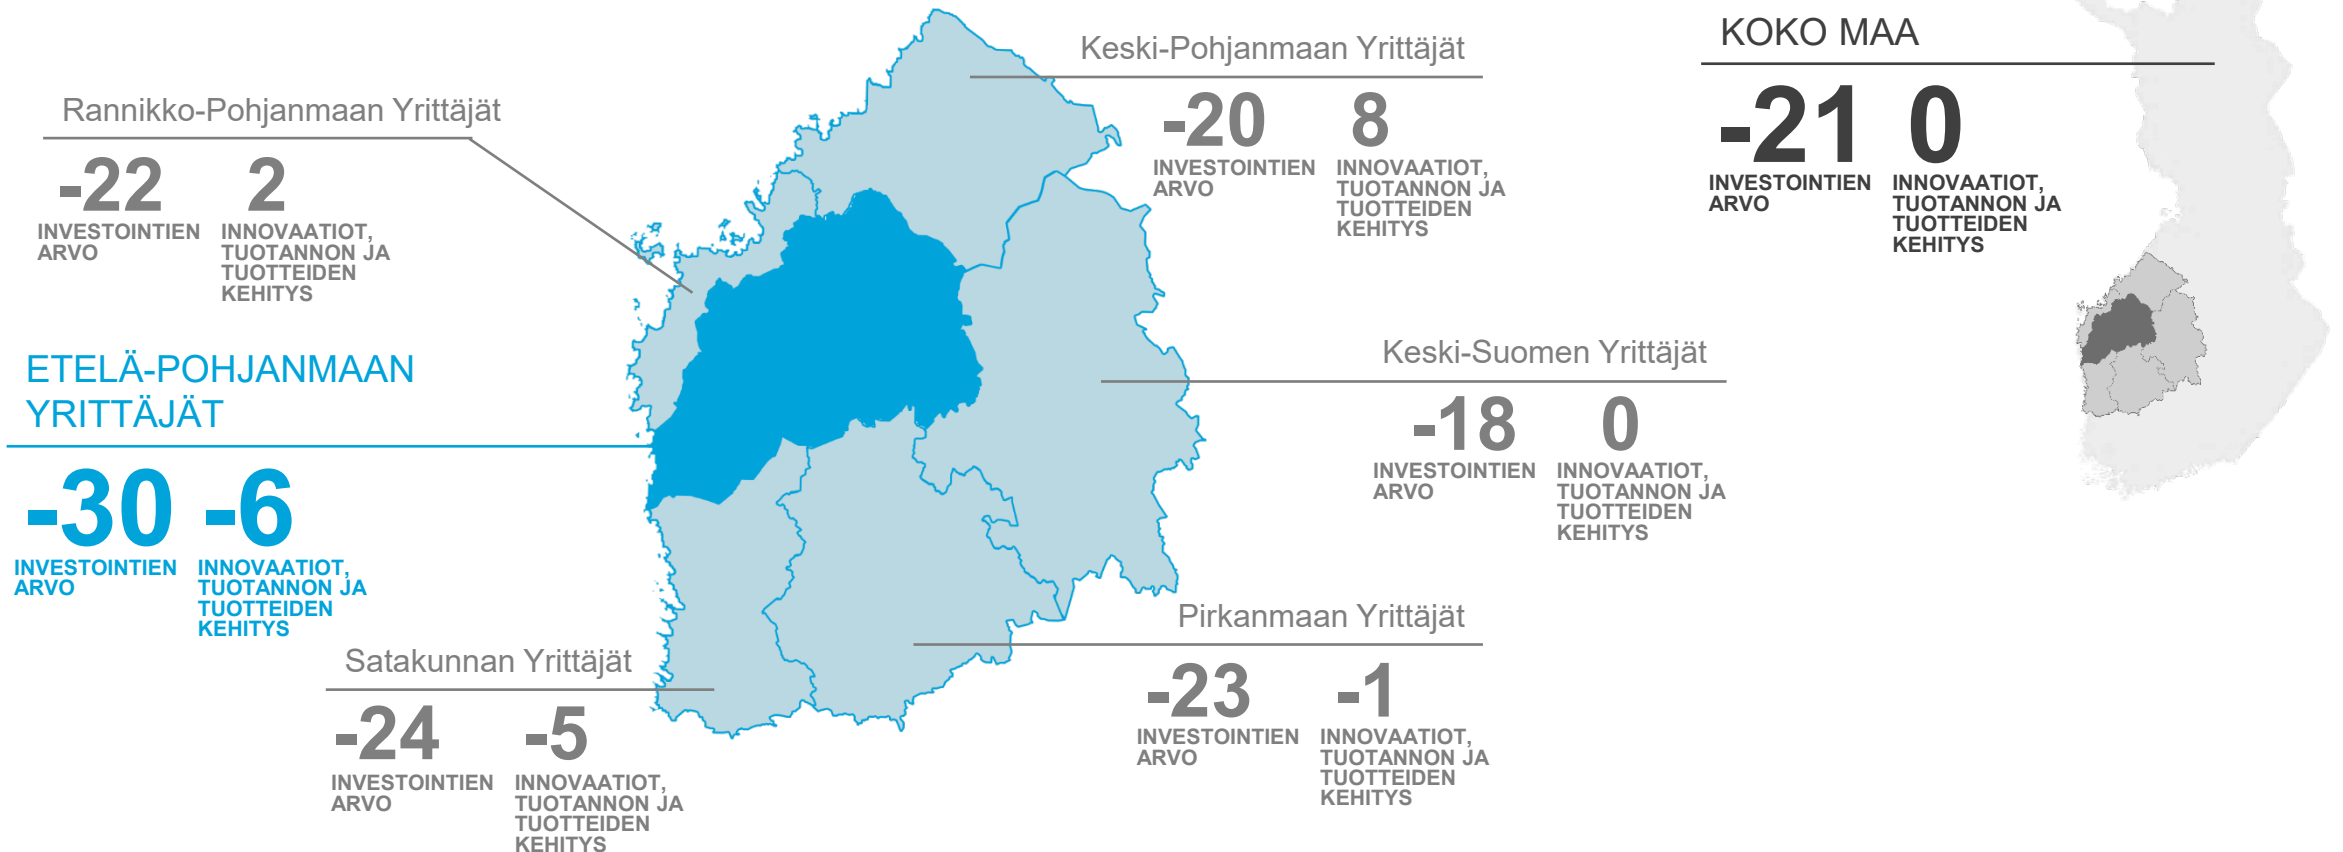 Rannikko-Pohjanmaan Yrittäjät
-22
INVESTOINTIEN
ARVO
2
INNOVAATIOT,
TUOTANNON JA
TUOTTEIDEN
KEHITYS
Keski-Pohjanmaan Yrittäjät
-20
INVESTOINTIEN
ARVO
8
INNOVAATIOT,
TUOTANNON JA
TUOTTEIDEN
KEHITYS
KOKO MAA
-21
INVESTOINTIEN
ARVO
0
INNOVAATIOT,
TUOTANNON JA
TUOTTEIDEN
KEHITYS
ETELÄ-POHJANMAAN
YRITTÄJÄT
-30
INVESTOINTIEN
ARVO
-6
INNOVAATIOT,
TUOTANNON JA
TUOTTEIDEN
KEHITYS
Keski-Suomen Yrittäjät
-18
INVESTOINTIEN
ARVO
0
INNOVAATIOT,
TUOTANNON JA
TUOTTEIDEN
KEHITYS
Satakunnan Yrittäjät
-24
INVESTOINTIEN
ARVO
-5
INNOVAATIOT,
TUOTANNON JA
TUOTTEIDEN
KEHITYS
Pirkanmaan Yrittäjät
-23
INVESTOINTIEN
ARVO
-1
INNOVAATIOT,
TUOTANNON JA
TUOTTEIDEN
KEHITYS